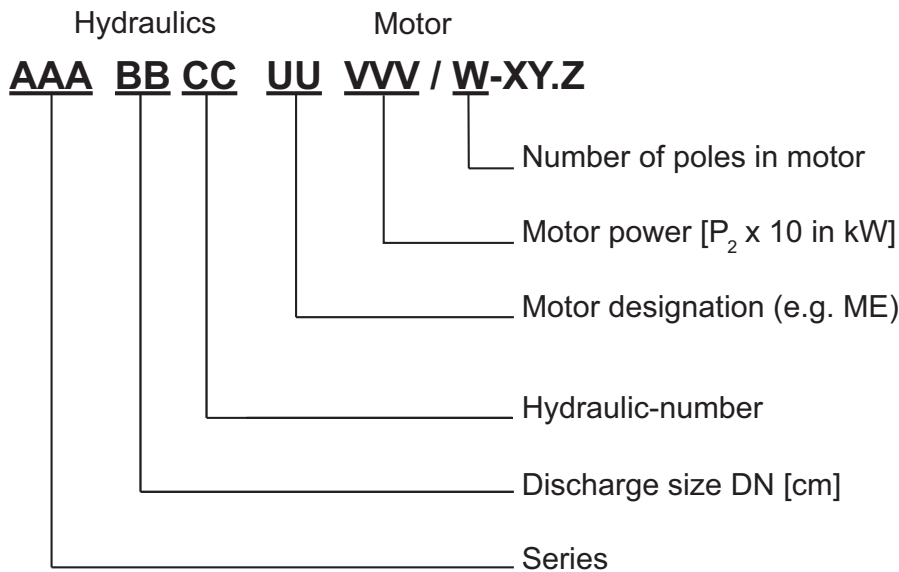 Hydraulics Motor
AAA BB CC UU VVV / W-XY.Z
Number of poles in motor
Motor power [P₂ x 10 in kW]
Motor designation (e.g. ME)
Hydraulic-number
Discharge size DN [cm]
Series